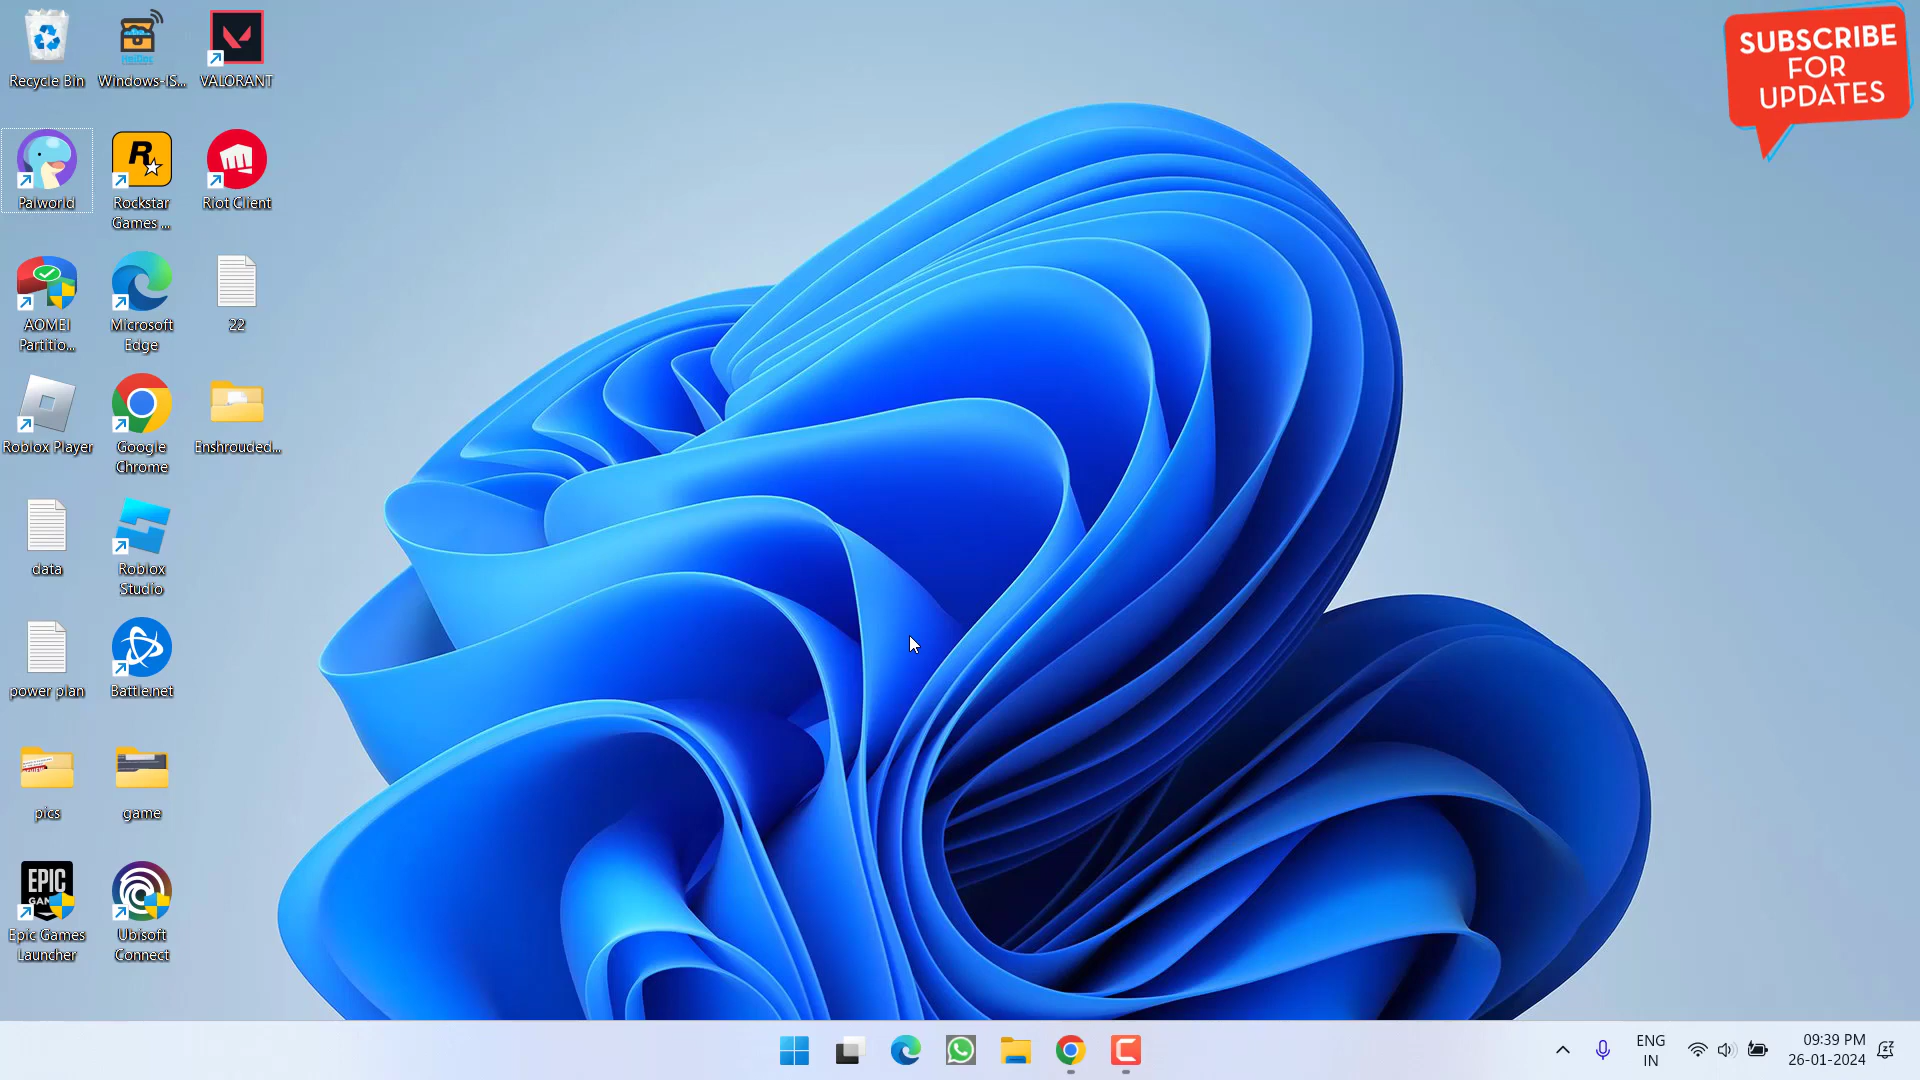 Recycle Bin
Windows-IS...
VALORANT
SUBSCRIBE
FOR
UPDATES
Palworld
R
Rockstar
Games ...
Riot Client
AOMEI
Partitio...
Microsoft
Edge
22
Roblox Player
Google
Chrome
Enshrouded...
data
Roblox
Studio
power plan
Battle.net
pics
game
EPIC
Epic Games
Launcher
Ubisoft
Connect
ENG
IN
09:39 PM
26-01-2024